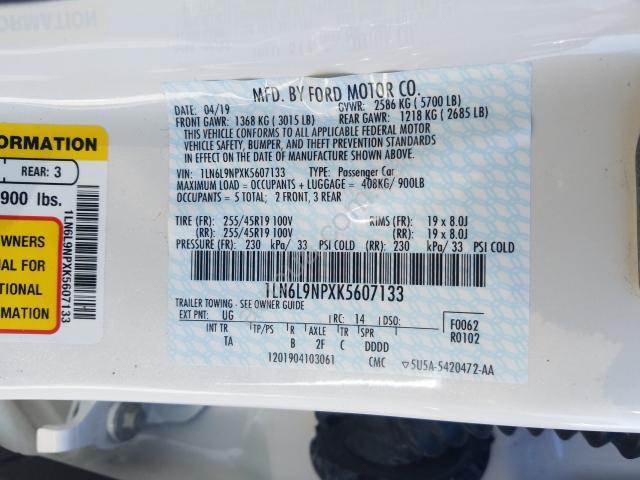 FORMATION
MFD. BY FORD MOTOR CO.
DATE: 04/19 GVWR: 2586 KG ( 5700 LB)
FRONT GAWR: 1368 KG ( 3015 LB) REAR GAWR: 1218 KG ( 2685 LB)
THIS VEHICLE CONFORMS TO ALL APPLICABLE FEDERAL MOTOR
VEHICLE SAFETY, BUMPER, AND THEFT PREVENTION STANDARDS
IN EFFECT ON THE DATE OF MANUFACTURE SHOWN ABOVE.
VIN: 1LN6L9NPXK5607133 TYPE: Passenger Car
MAXIMUM LOAD = OCCUPANTS + LUGGAGE = 408KG/ 900LB
OCCUPANTS = 5 TOTAL; 2 FRONT, 3 REAR
TIRE (FR): 255/45R19 100V RIMS (FR): 19 x 8.0J
(RR): 255/45R19 100V (RR): 19 x 8.0J
PRESSURE (FR): 230 kPa/ 33 PSI COLD (RR): 230 kPa/ 33 PSI COLD
1LN6L9NPXK5607133
TRAILER TOWING - SEE OWNER GUIDE
EXT PNT: UG RC: 14 DSO: F0062
INT TR TP/PS R AXLE TR SPR R0102
TA B 2F C DDDD
1201904103061 CMC 5U5A-5420472-AA
ORMATION
REAR: 3
900 lbs.
OWNERS
UAL FOR
ITIONAL
MATION
1LN6L9NPXK5607133